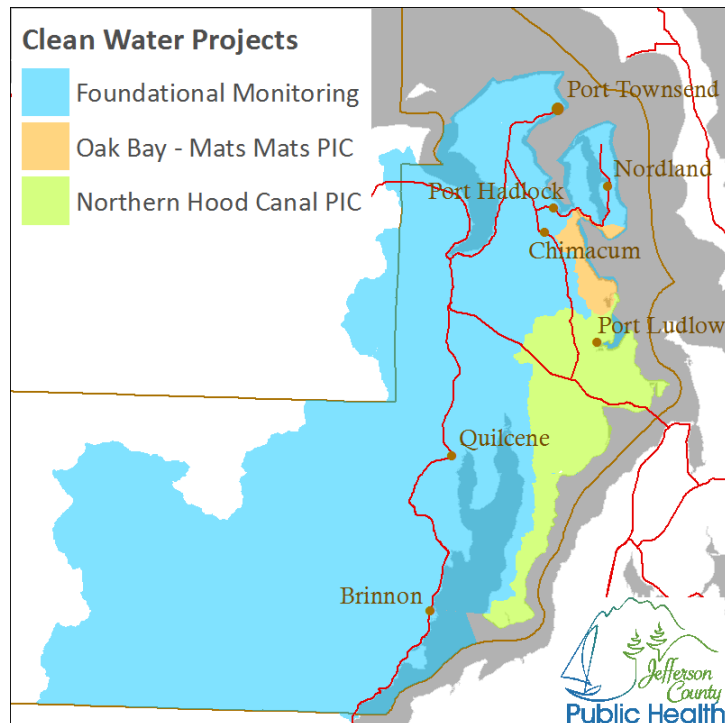 Clean Water Projects
Foundational Monitoring
Oak Bay - Mats Mats PIC
Northern Hood Canal PIC
Port Townsend
Nordland
Port Hadlock
Chimacum
Port Ludlow
Quilcene
Brinnon
Jefferson
County
Public Health